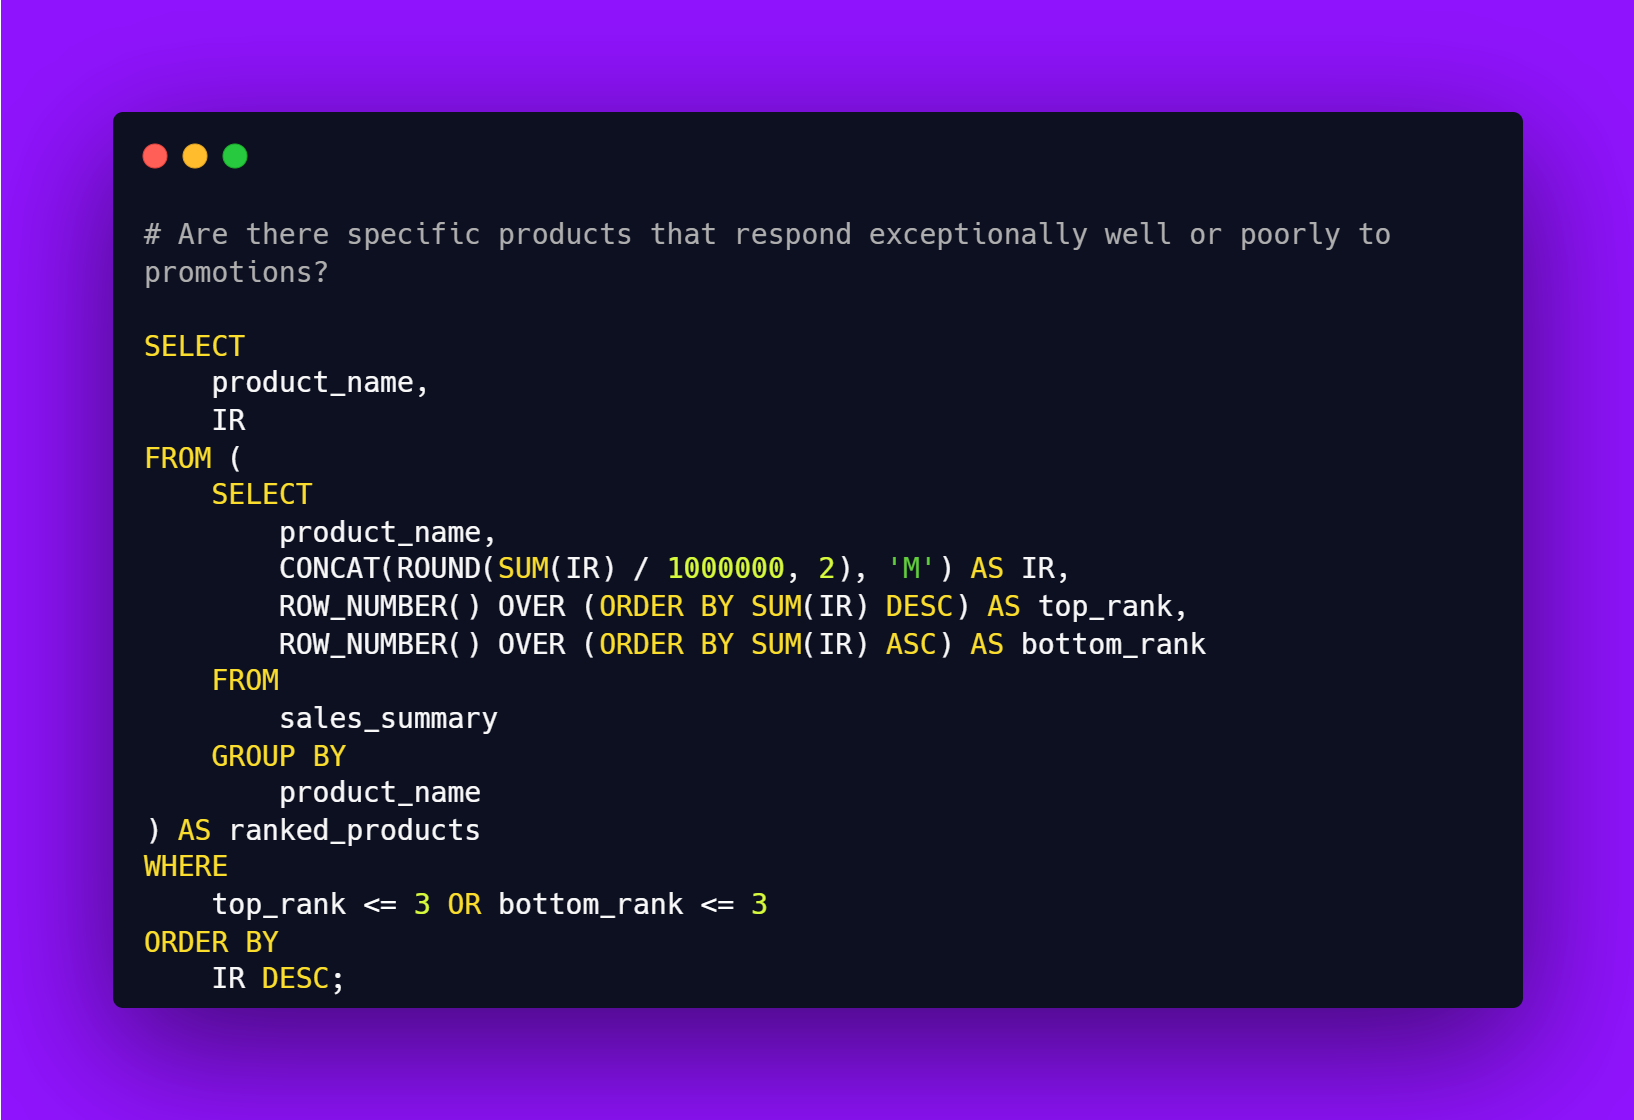 # Are there specific products that respond exceptionally well or poorly to
promotions?
SELECT
    product_name,
    IR
FROM (
    SELECT
        product_name,
        CONCAT(ROUND(SUM(IR) / 1000000, 2), 'M') AS IR,
        ROW_NUMBER() OVER (ORDER BY SUM(IR) DESC) AS top_rank,
        ROW_NUMBER() OVER (ORDER BY SUM(IR) ASC) AS bottom_rank
    FROM
        sales_summary
    GROUP BY
        product_name
) AS ranked_products
WHERE
    top_rank <= 3 OR bottom_rank <= 3
ORDER BY
    IR DESC;